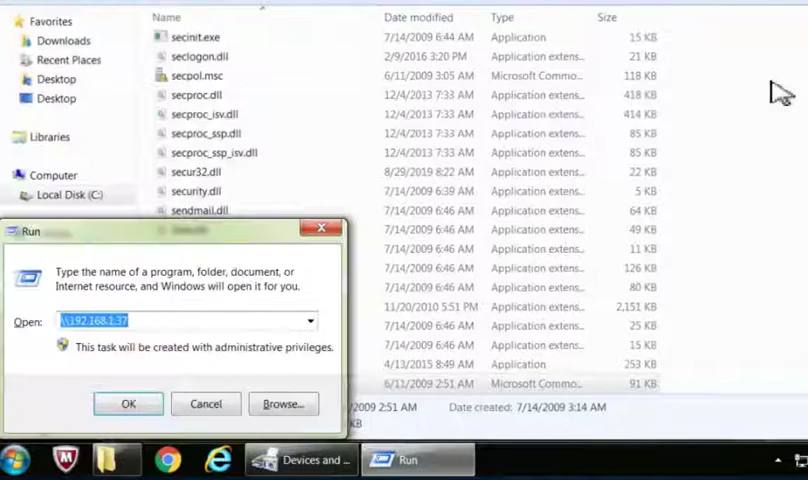 Favorites
Downloads
Recent Places
Desktop
Desktop
Libraries
Computer
Local Disk (C:)
Name Date modified Type Size
secinit.exe 7/14/2009 6:44 AM Application 15 KB
seclogon.dll 2/9/2016 3:20 PM Application extens... 21 KB
secpol.msc 6/11/2009 3:05 AM Microsoft Commo... 118 KB
secproc.dll 12/4/2013 7:33 AM Application extens... 418 KB
secproc_isv.dll 12/4/2013 7:33 AM Application extens... 414 KB
secproc_ssp.dll 12/4/2013 7:33 AM Application extens... 85 KB
secproc_ssp_isv.dll 12/4/2013 7:33 AM Application extens... 85 KB
secur32.dll 8/29/2019 8:22 AM Application extens... 22 KB
security.dll 7/14/2009 6:39 AM Application extens... 5 KB
sendmail.dll 7/14/2009 6:46 AM Application extens... 64 KB
7/14/2009 6:46 AM Application extens... 49 KB
7/14/2009 6:46 AM Application extens... 11 KB
7/14/2009 6:46 AM Application extens... 126 KB
7/14/2009 6:46 AM Application extens... 80 KB
11/20/2010 5:51 PM Application extens... 2,151 KB
7/14/2009 6:46 AM Application extens... 25 KB
7/14/2009 6:46 AM Application extens... 15 KB
4/13/2015 8:49 AM Application 253 KB
6/11/2009 2:51 AM Microsoft Commo... 91 KB
/2009 2:51 AM Date created: 7/14/2009 3:14 AM
KB
Run
Type the name of a program, folder, document, or
Internet resource, and Windows will open it for you.
Open: \\192.168.1.37
This task will be created with administrative privileges.
OK Cancel Browse...
Devices and ... Run